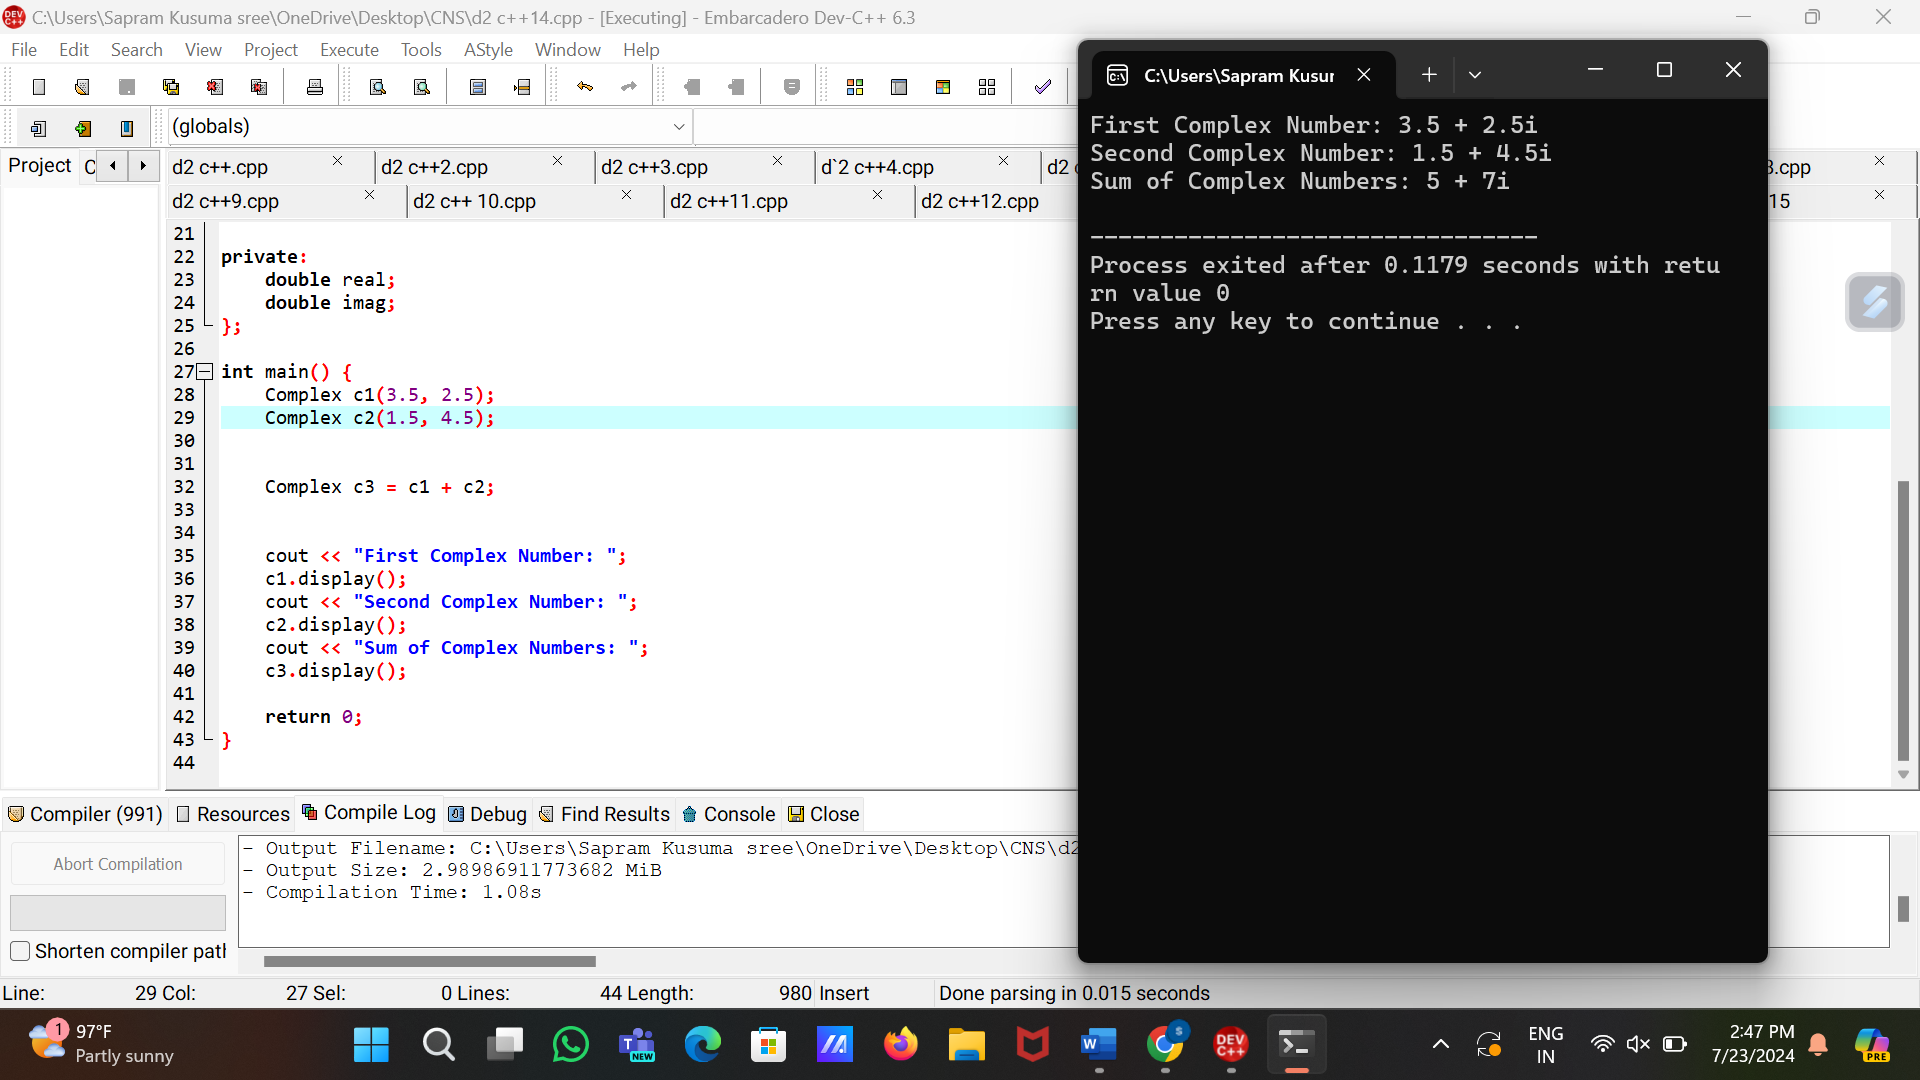 C:\Users\Sapram Kusuma sree\OneDrive\Desktop\CNS\d2 c++14.cpp - [Executing] - Embarcadero Dev-C++ 6.3
File Edit Search View Project Execute Tools AStyle Window Help
(globals)
Project C
d2 c++.cpp d2 c++2.cpp d2 c++3.cpp d`2 c++4.cpp d2 3.cpp
d2 c++9.cpp d2 c++ 10.cpp d2 c++11.cpp d2 c++12.cpp 15
21
22 private:
23 double real;
24 double imag;
25 };
26
27 int main() {
28 Complex c1(3.5, 2.5);
29 Complex c2(1.5, 4.5);
30
31
32 Complex c3 = c1 + c2;
33
34
35 cout << "First Complex Number: ";
36 c1.display();
37 cout << "Second Complex Number: ";
38 c2.display();
39 cout << "Sum of Complex Numbers: ";
40 c3.display();
41
42 return 0;
43 }
44
C:\Users\Sapram Kusur
First Complex Number: 3.5 + 2.5i
Second Complex Number: 1.5 + 4.5i
Sum of Complex Numbers: 5 + 7i
--------------------------------
Process exited after 0.1179 seconds with retu
rn value 0
Press any key to continue . . .
Compiler (991) Resources Compile Log Debug Find Results Console Close
Abort Compilation
Shorten compiler path
- Output Filename: C:\Users\Sapram Kusuma sree\OneDrive\Desktop\CNS\d2
- Output Size: 2.98986911773682 MiB
- Compilation Time: 1.08s
Line: 29 Col: 27 Sel: 0 Lines: 44 Length: 980 Insert Done parsing in 0.015 seconds
1 97°F
Partly sunny
NEW
DEV C++
ENG
IN
2:47 PM
7/23/2024
PRE